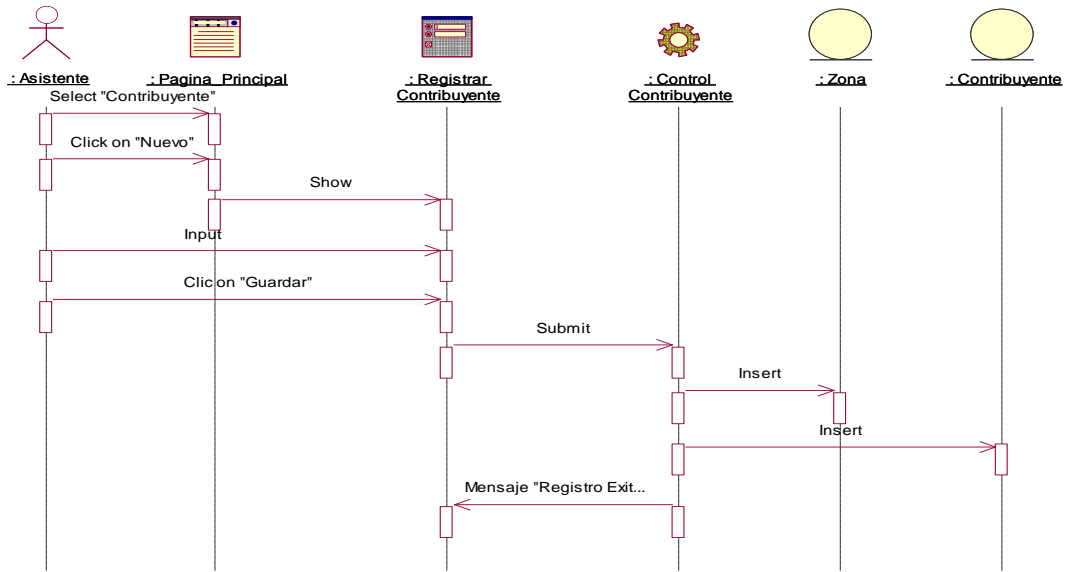 : Asistente
: Pagina_Principal
: Registrar
Contribuyente
: Control
Contribuyente
: Zona
: Contribuyente
Select "Contribuyente"
Click on "Nuevo"
Show
Input
Clic on "Guardar"
Submit
Insert
Insert
Mensaje "Registro Exit...